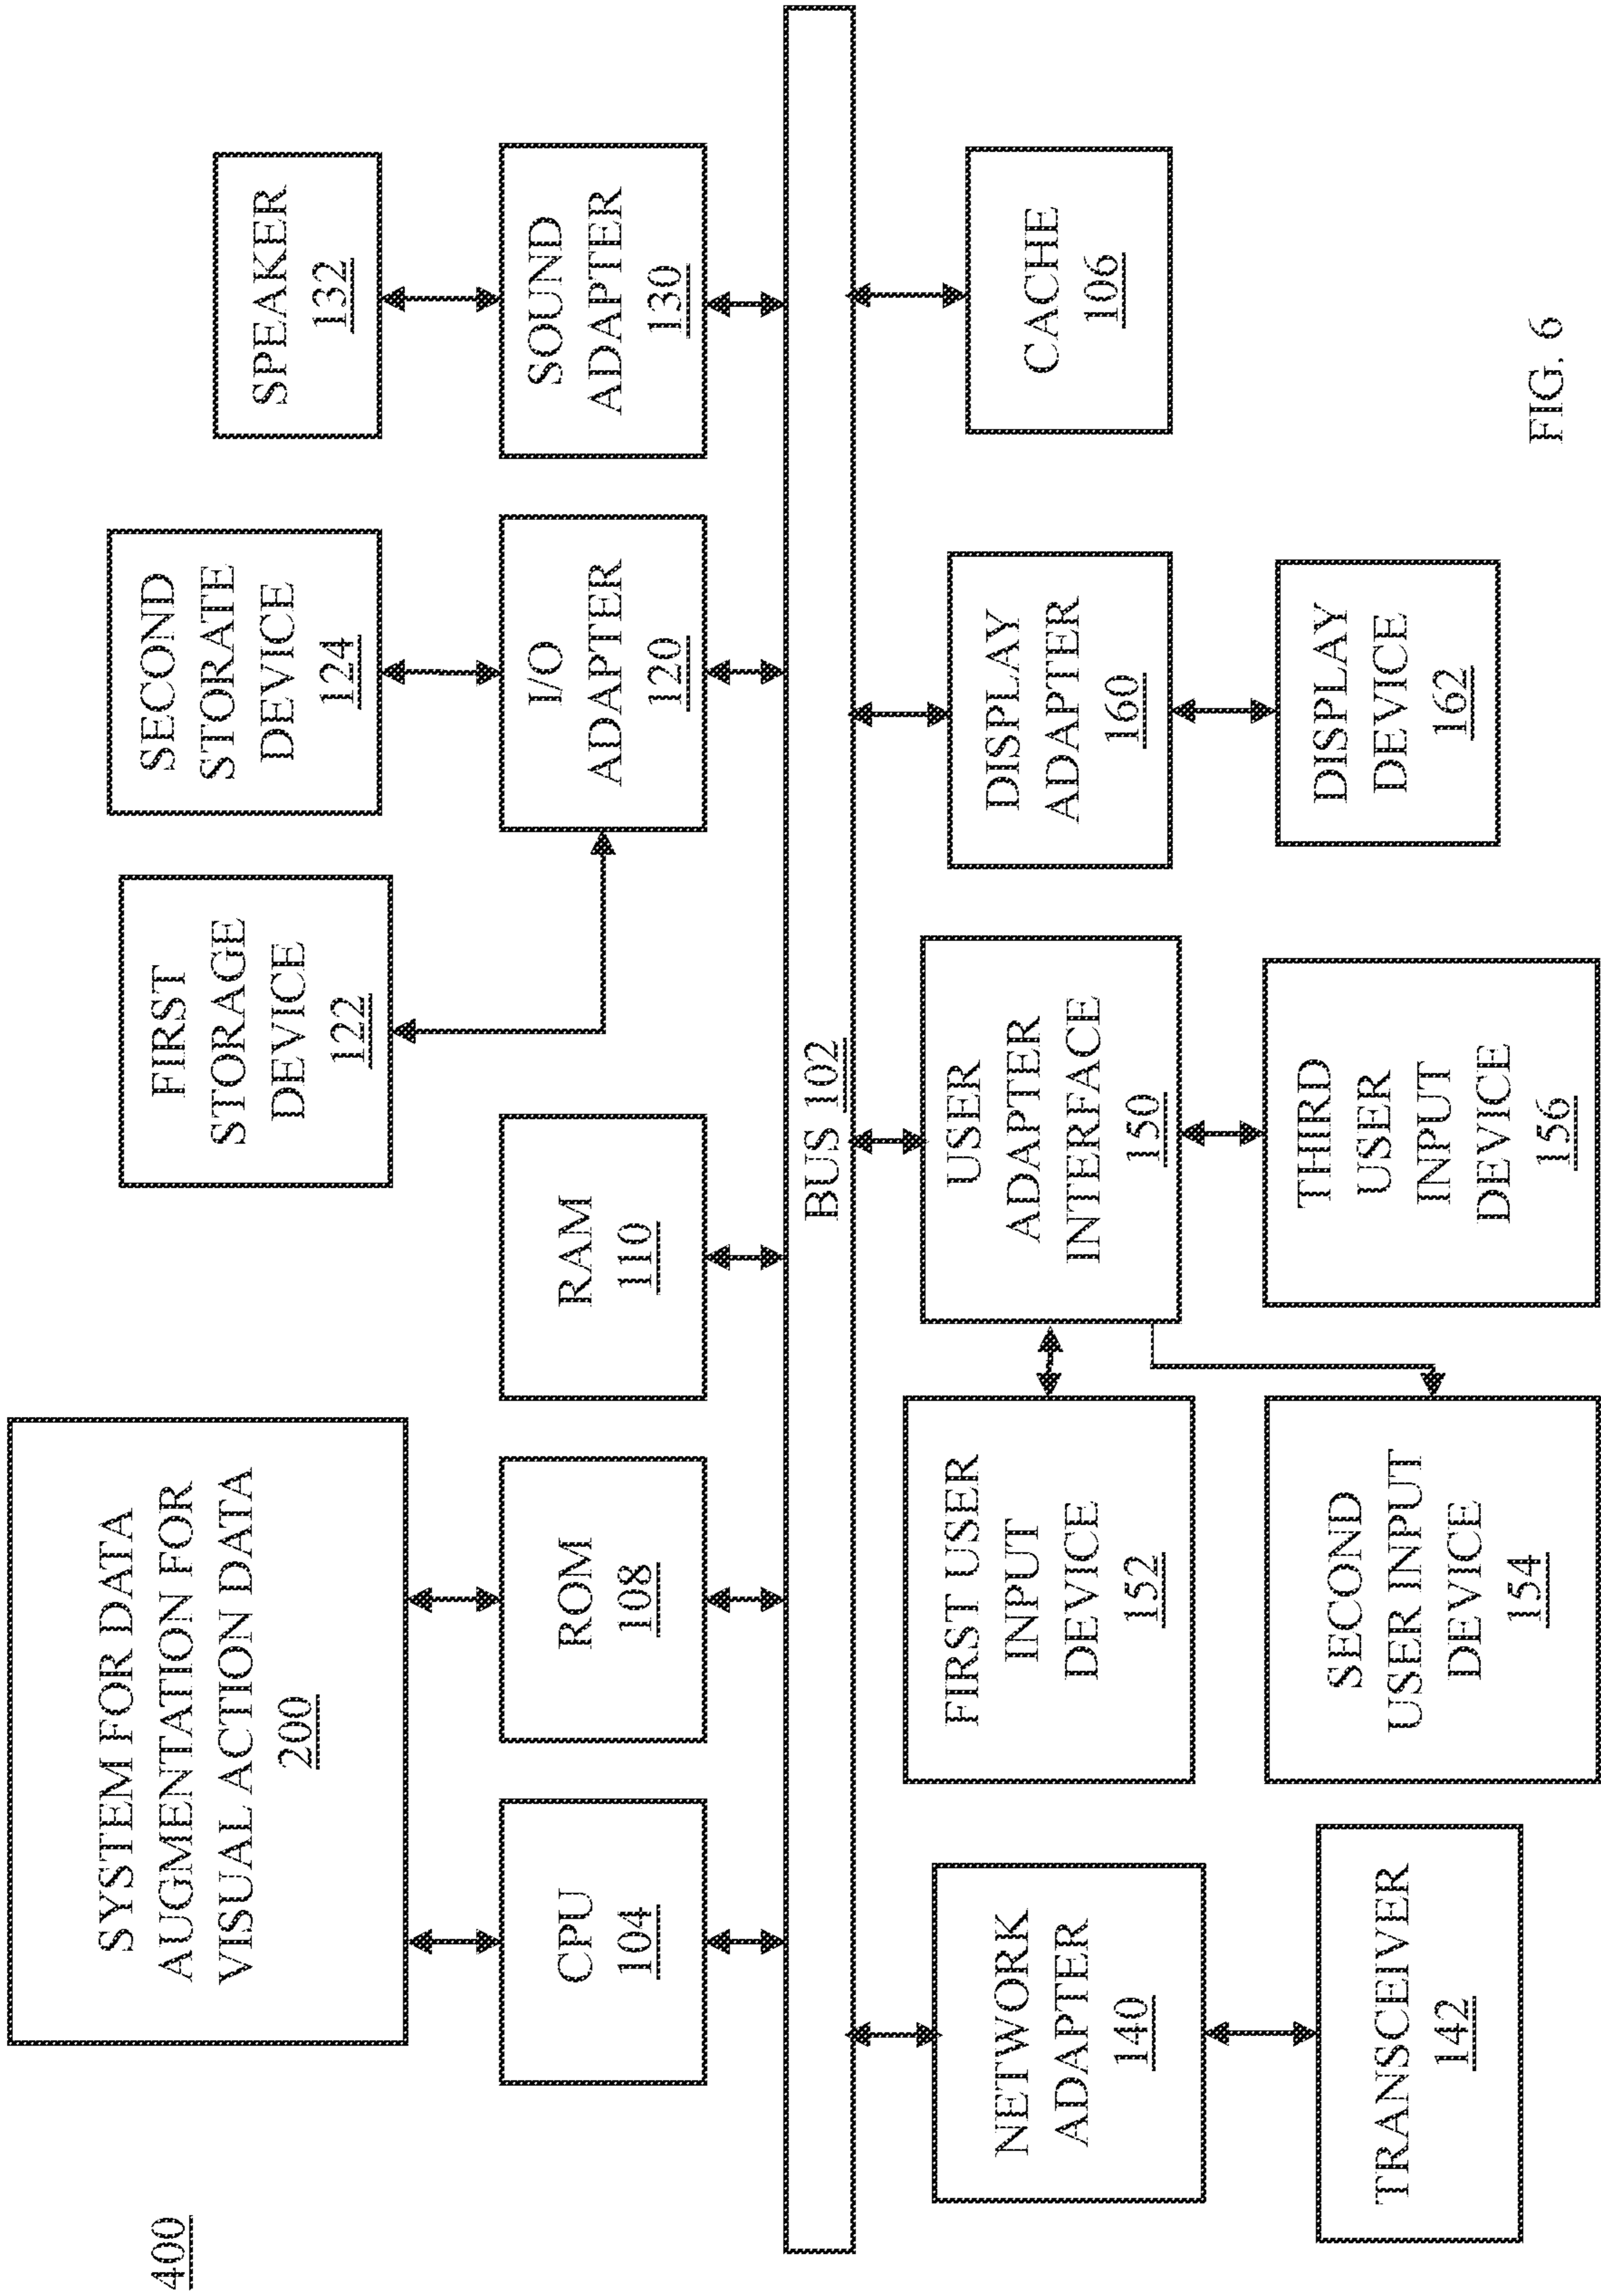 400
SYSTEM FOR DATA
AUGMENTATION FOR
VISUAL ACTION DATA
200
FIRST
STORAGE
DEVICE
122
SECOND
STORATE
DEVICE
124
SPEAKER
132
CPU
104
ROM
108
RAM
110
I/O
ADAPTER
120
SOUND
ADAPTER
130
BUS 102
NETWORK
ADAPTER
140
FIRST USER
INPUT
DEVICE
152
USER
ADAPTER
INTERFACE
150
DISPLAY
ADAPTER
160
CACHE
106
TRANSCEIVER
142
SECOND
USER INPUT
DEVICE
154
THIRD
USER
INPUT
DEVICE
156
DISPLAY
DEVICE
162
FIG. 6